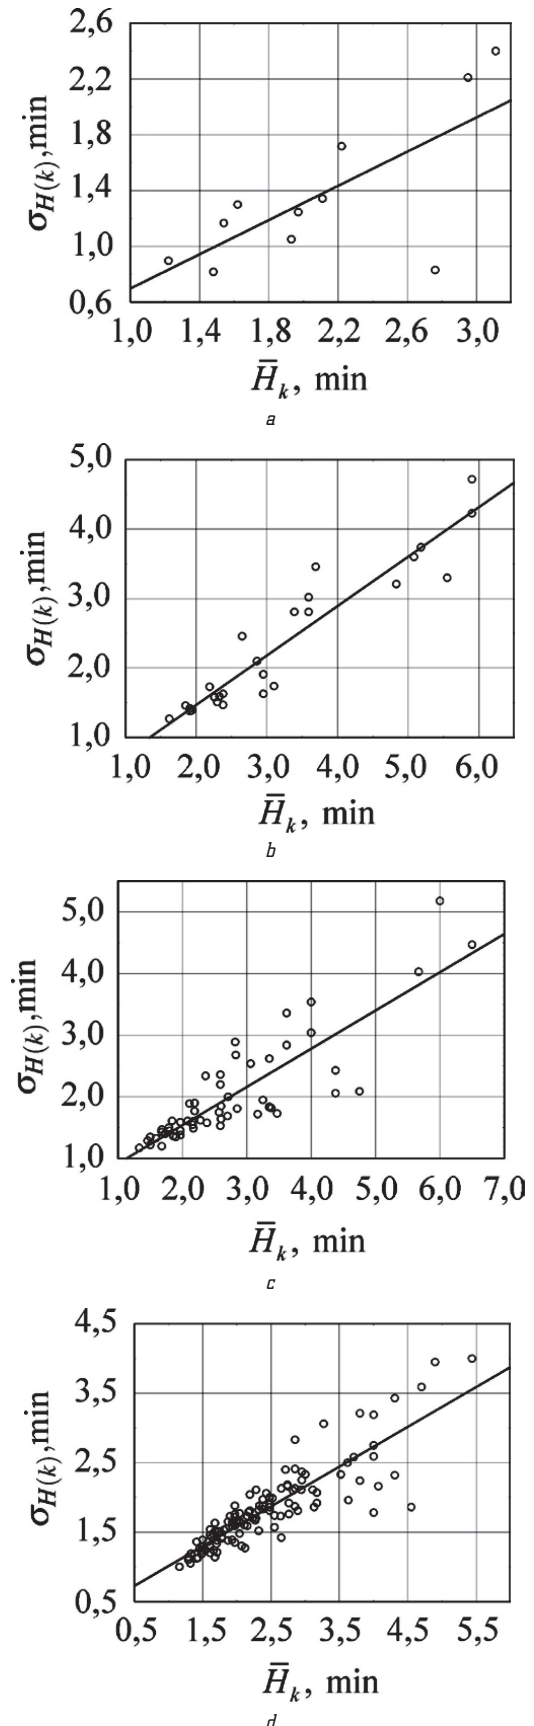 2,6
2,2
1,8
1,4
1,0
0,6
σH(k),min
1,0 1,4 1,8 2,2 2,6 3,0
H̅k, min
a
5,0
4,0
3,0
2,0
1,0
σH(k),min
1,0 2,0 3,0 4,0 5,0 6,0
H̅k, min
b
5,0
4,0
3,0
2,0
1,0
σH(k),min
1,0 2,0 3,0 4,0 5,0 6,0 7,0
H̅k, min
c
4,5
3,5
2,5
1,5
0,5
σH(k),min
0,5 1,5 2,5 3,5 4,5 5,5
H̅k, min
d